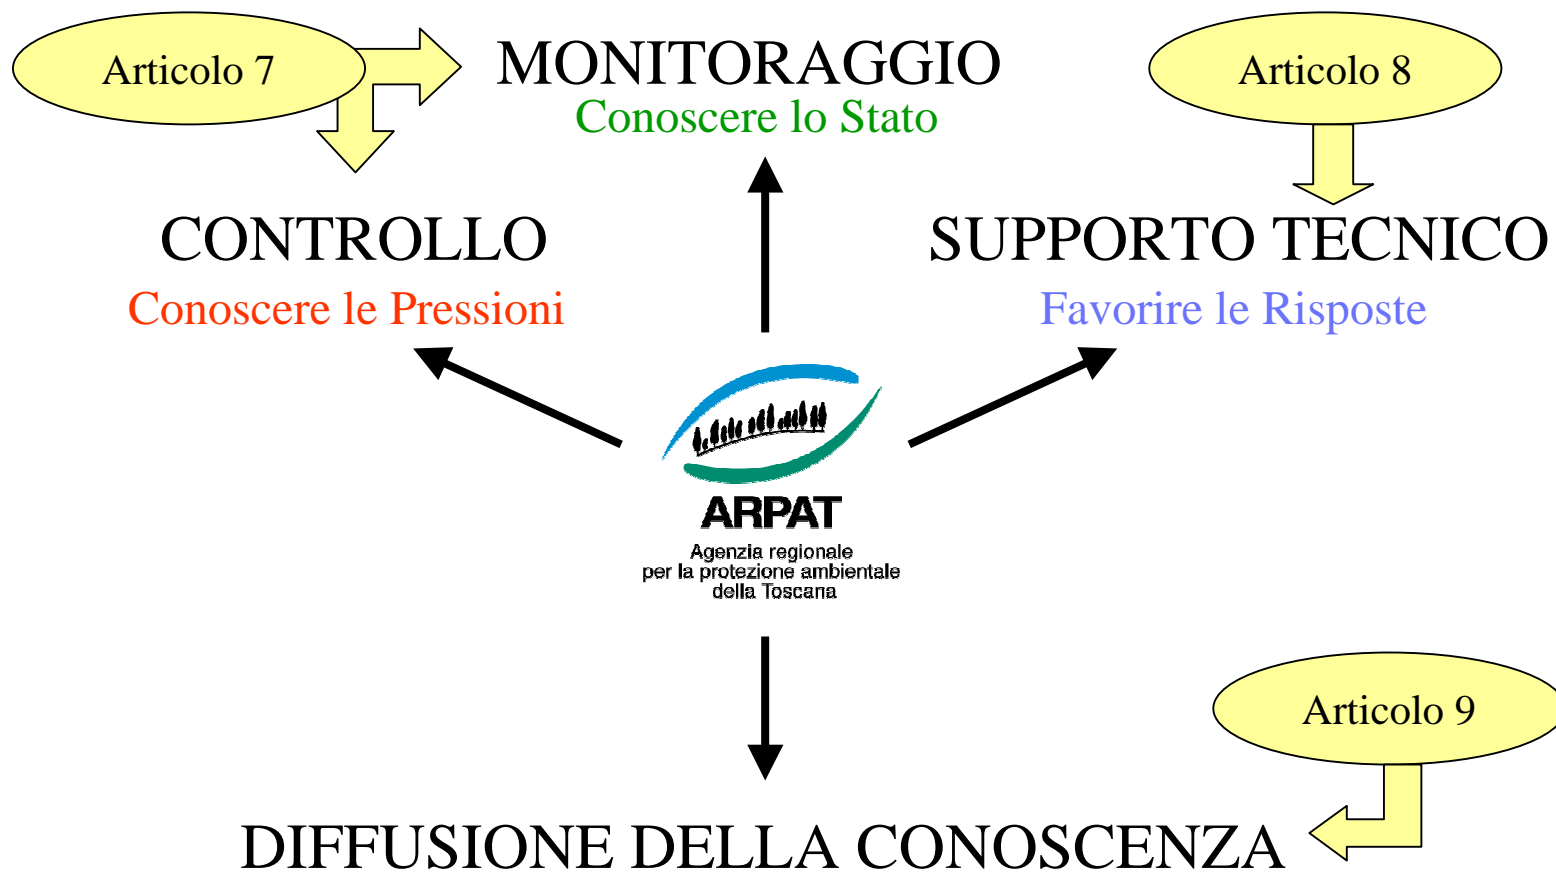 Articolo 7
MONITORAGGIO
Conoscere lo Stato
Articolo 8
CONTROLLO
Conoscere le Pressioni
SUPPORTO TECNICO
Favorire le Risposte
ARPAT
Agenzia regionale
per la protezione ambientale
della Toscana
Articolo 9
DIFFUSIONE DELLA CONOSCENZA